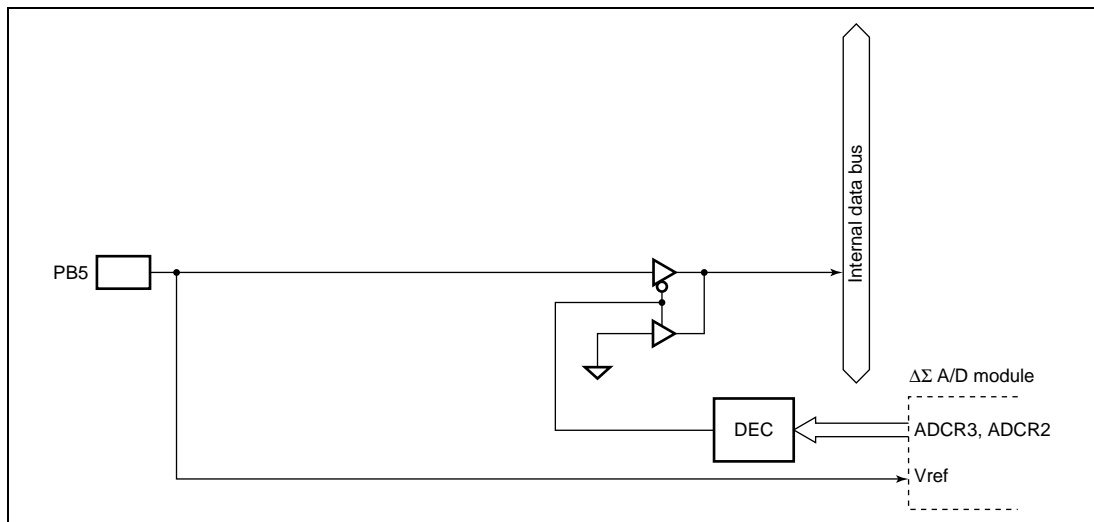 Internal data bus
PB5
ΔΣ A/D module
DEC
ADCR3, ADCR2
Vref